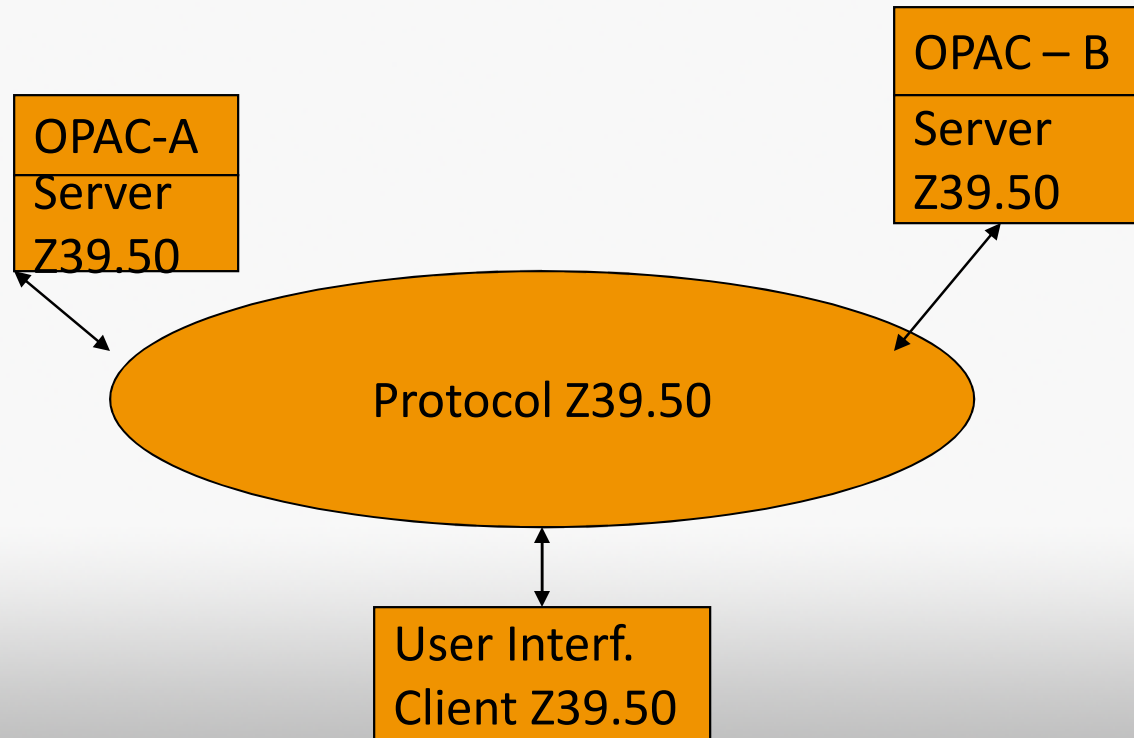 OPAC – B
Server
Z39.50
OPAC-A
Server
Z39.50
Protocol Z39.50
User Interf.
Client Z39.50